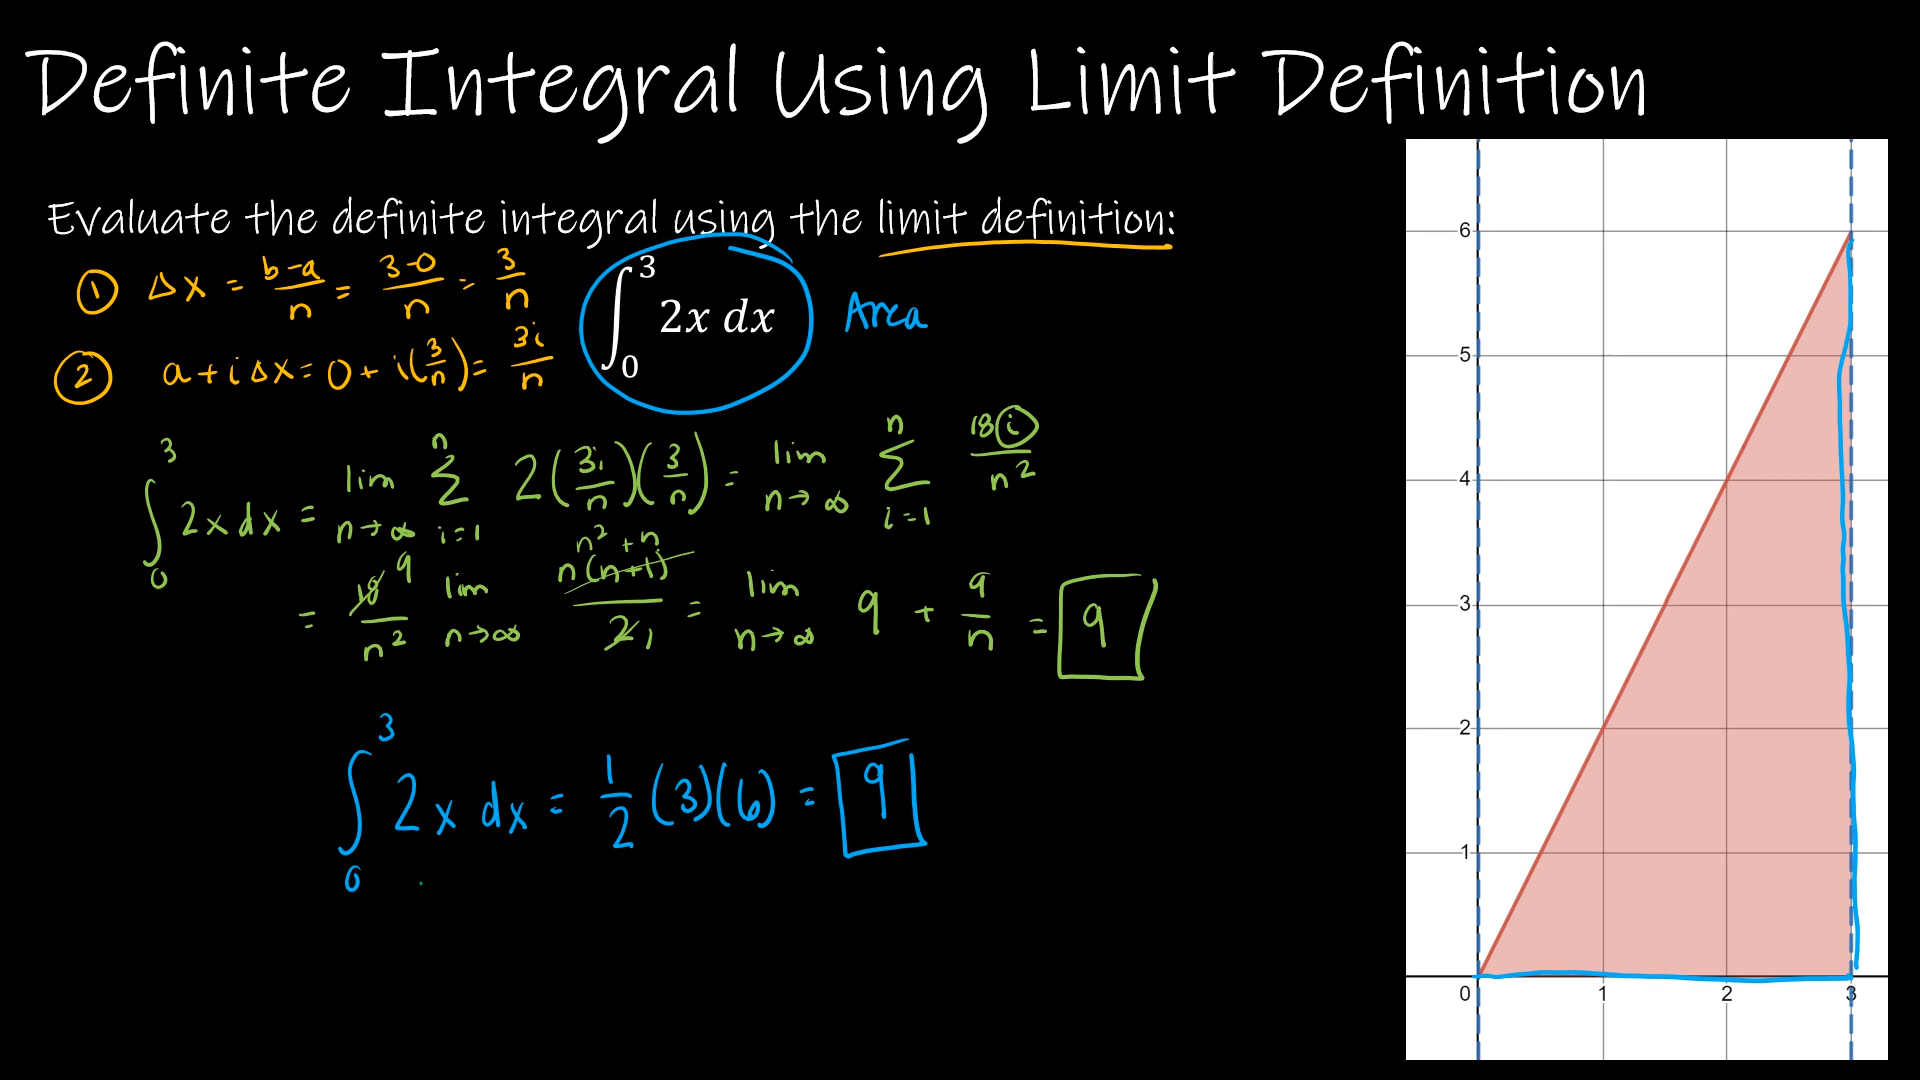 Definite Integral Using Limit Definition
Evaluate the definite integral using the limit definition:
① Δx = b-a/n = 3-0/n = 3/n
② a + iΔx = 0 + i(3/n) = 3i/n
∫₀³ 2x dx
Area
∫₀³ 2x dx = lim n→∞ Σ i=1 n 2(3i/n)(3/n) = lim n→∞ Σ i=1 n 18i/n²
= 18 9/n² lim n→∞ n² + n n(n+1)/2 1 = lim n→∞ 9 + 9/n = 9
∫₀³ 2x dx = 1/2 (3)(6) = 9
6
5
4
3
2
1
0 1 2 3